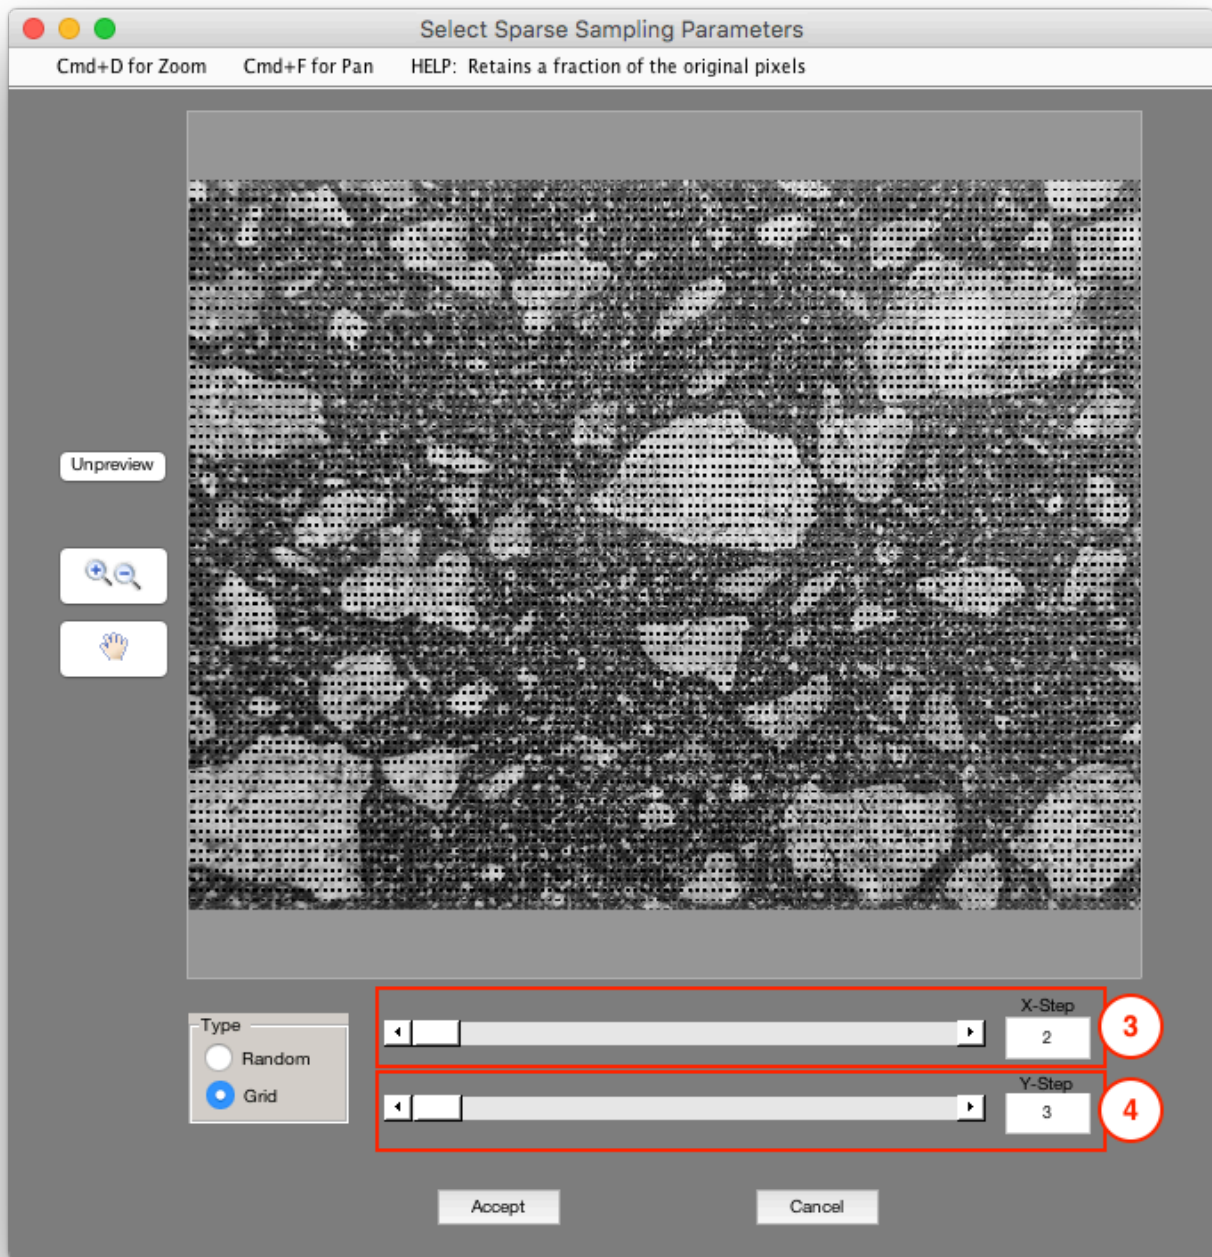 Select Sparse Sampling Parameters
Cmd+D for Zoom Cmd+F for Pan HELP: Retains a fraction of the original pixels
Unpreview
Type
Random
Grid
X-Step
2
3
Y-Step
3
4
Accept Cancel